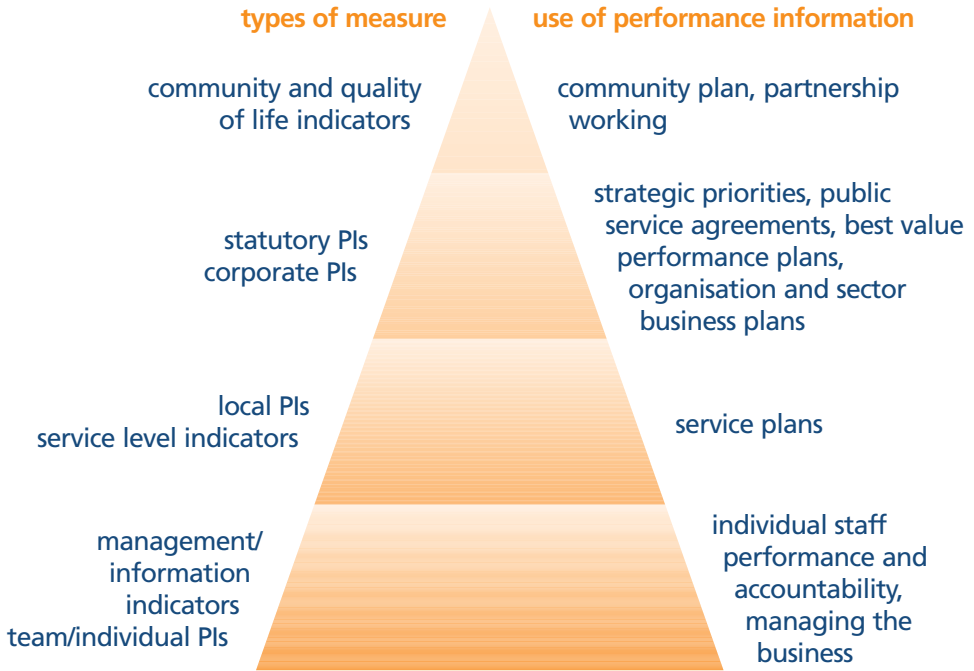 types of measure
use of performance information
community and quality
of life indicators
community plan, partnership
working
statutory PIs
corporate PIs
strategic priorities, public
service agreements, best value
performance plans,
organisation and sector
business plans
local PIs
service level indicators
service plans
management/
information
indicators
team/individual PIs
individual staff
performance and
accountability,
managing the
business